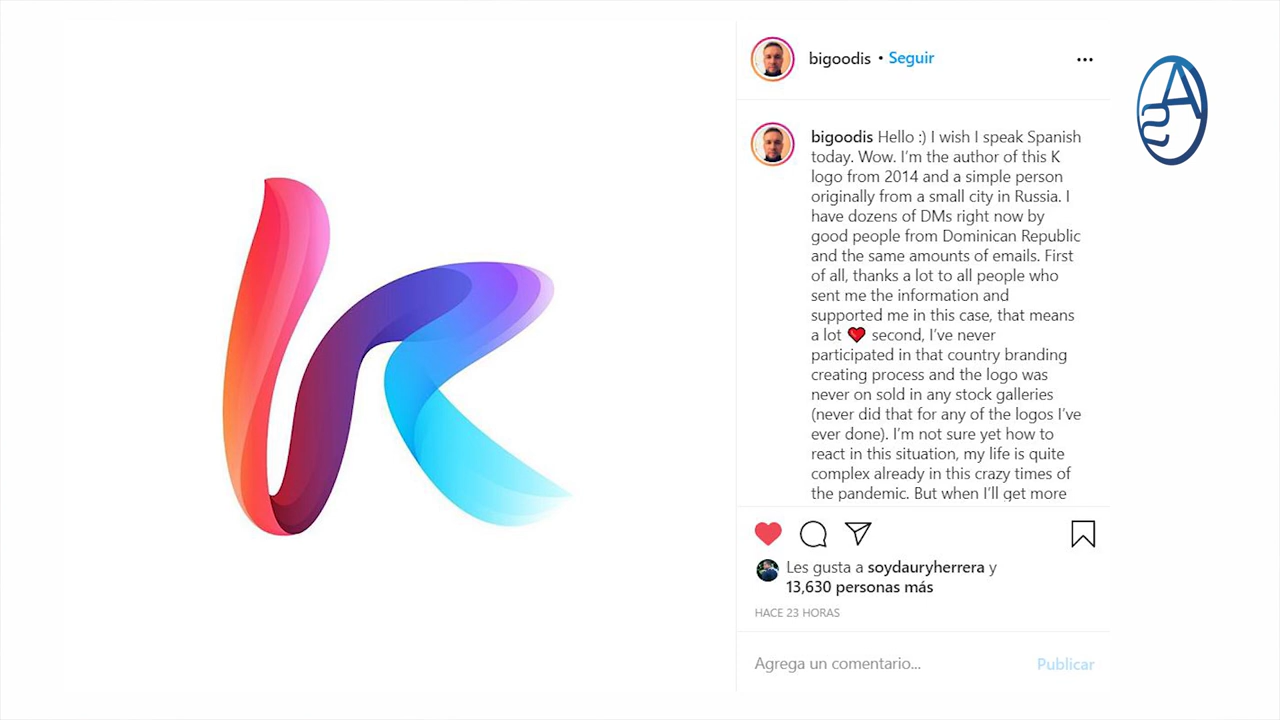 bigoodis • Seguir
bigoodis Hello :) I wish I speak Spanish
today. Wow. I'm the author of this K
logo from 2014 and a simple person
originally from a small city in Russia. I
have dozens of DMs right now by
good people from Dominican Republic
and the same amounts of emails. First
of all, thanks a lot to all people who
sent me the information and
supported me in this case, that means
a lot ❤️ second, I've never
participated in that country branding
creating process and the logo was
never on sold in any stock galleries
(never did that for any of the logos I've
ever done). I'm not sure yet how to
react in this situation, my life is quite
complex already in this crazy times of
the pandemic. But when I'll get more
Les gusta a soydauryherrera y
13,630 personas más
HACE 23 HORAS
Agrega un comentario... Publicar